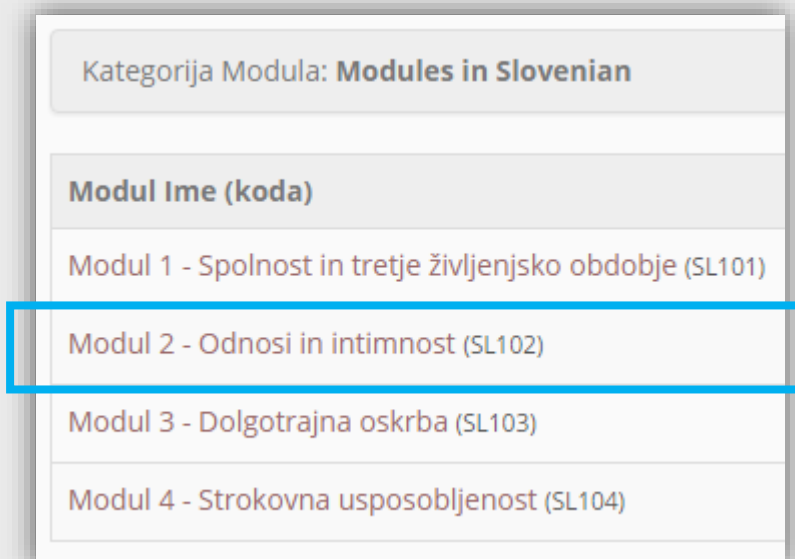 Kategorija Modula: Modules in Slovenian
Modul Ime (koda)
Modul 1 - Spolnost in tretje življenjsko obdobje (SL101)
Modul 2 - Odnosi in intimnost (SL102)
Modul 3 - Dolgotrajna oskrba (SL103)
Modul 4 - Strokovna usposobljenost (SL104)